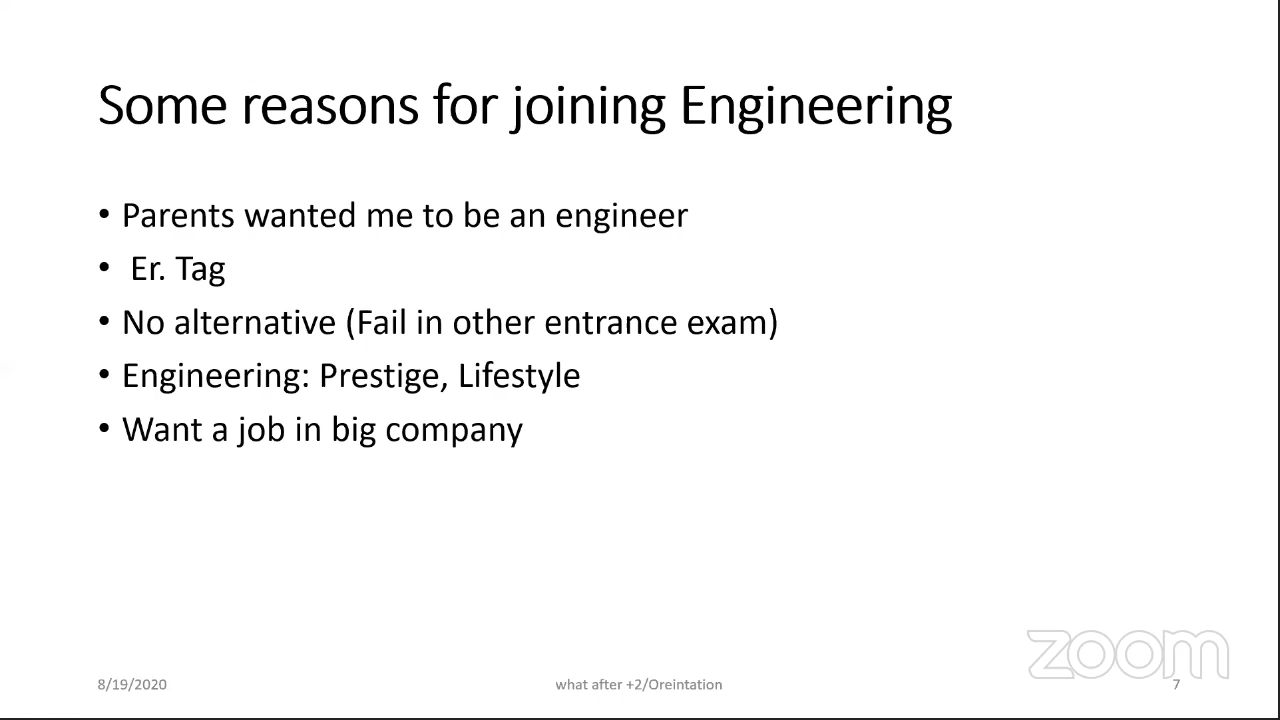 Some reasons for joining Engineering
• Parents wanted me to be an engineer
• Er. Tag
• No alternative (Fail in other entrance exam)
• Engineering: Prestige, Lifestyle
• Want a job in big company
zoom
8/19/2020 what after +2/Oreintation 7